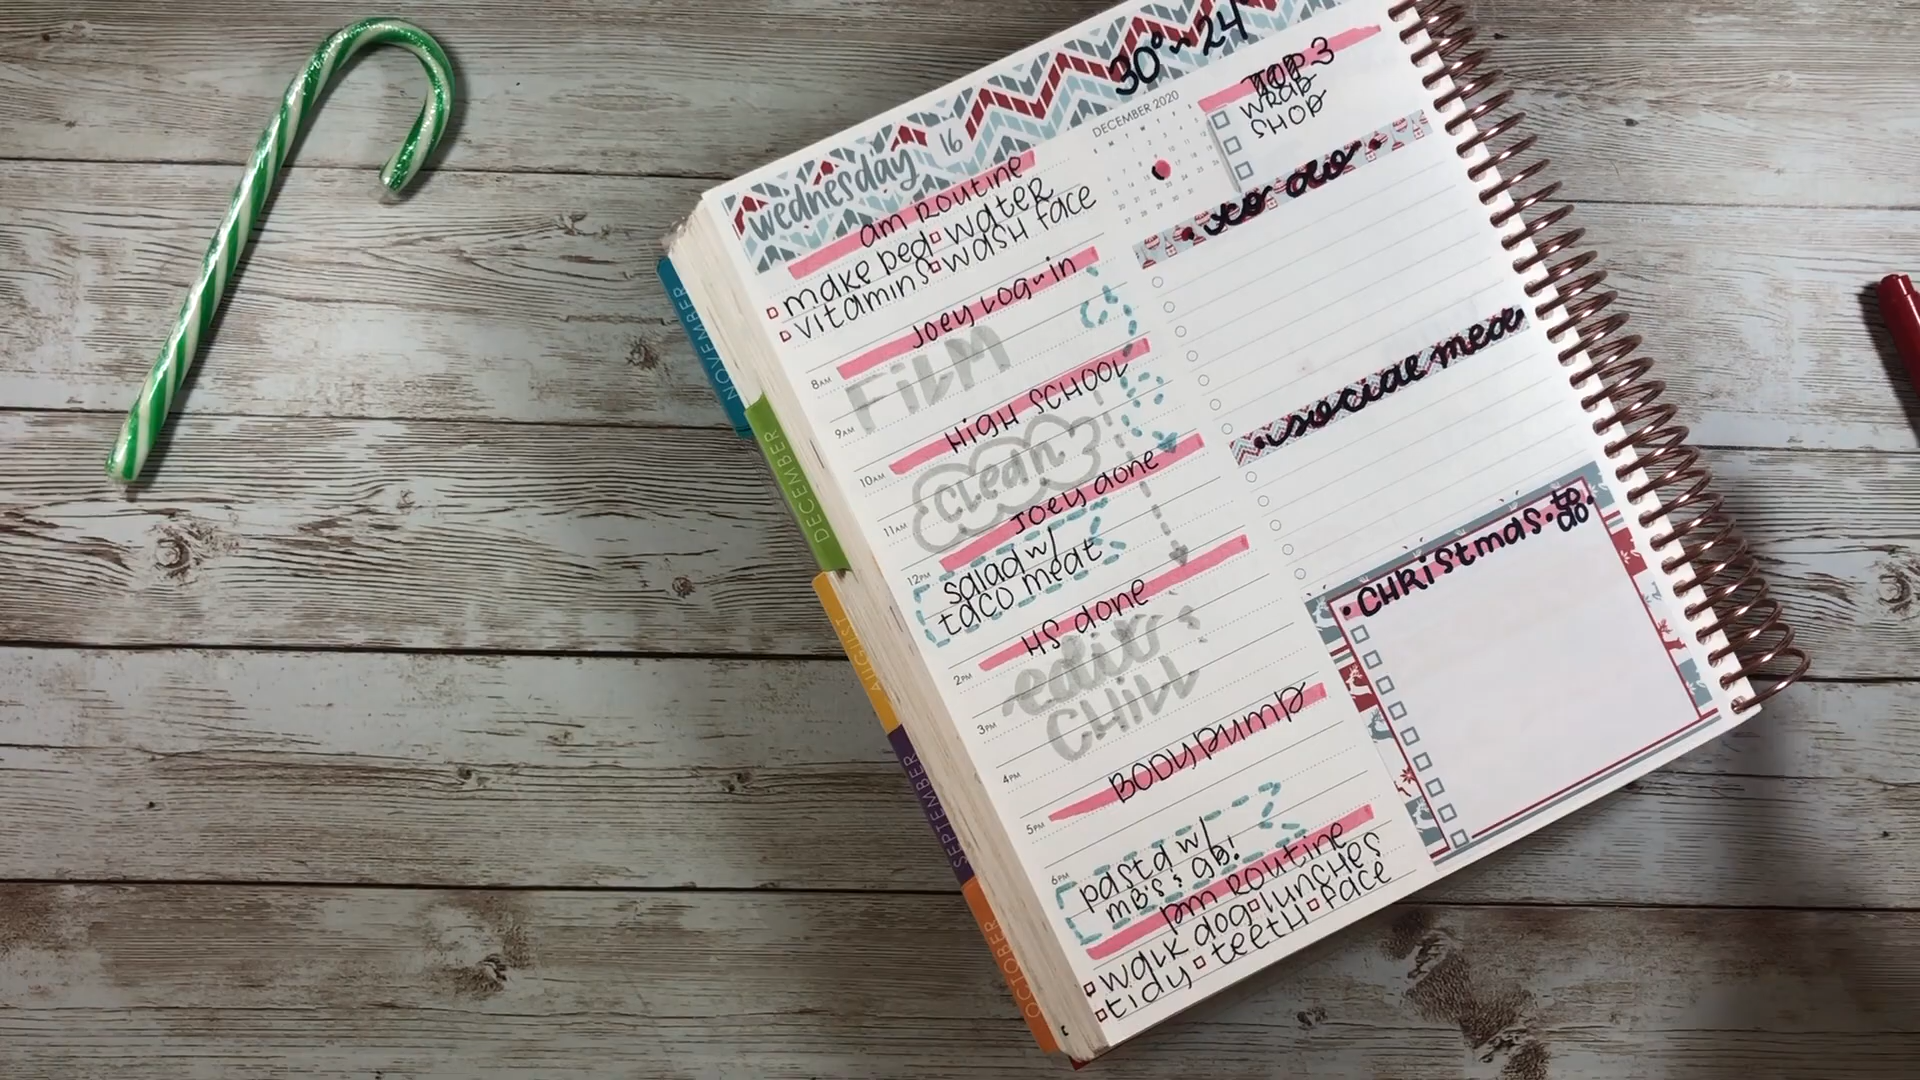 30° ~ 24
wednesday 16
am Routine
make bed water
vitamins wash face
Joey Log-in
8AM
FiLM
9AM
HIGH SCHOOL
10AM
clean
11AM
Joey done
12PM
salad w/
taco meat
HS done
2PM
edit
CHiLL
3PM
4PM
BODYPUMP
5PM
6PM
pasta w/
mB's & gb!
pm Routine
walk dog lunches
tidy teeth face
DECEMBER 2020
TOP 3
WRAP
SHOP
to do
social med
CHRistmas to
do
NOVEMBER
DECEMBER
AUGUST
SEPTEMBER
OCTOBER